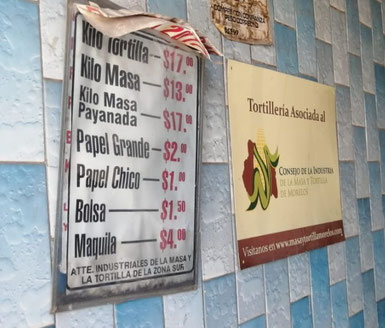 Kilo Tortilla — $17.00
Kilo Masa — $13.00
Kilo Masa
Payanada — $17.00
Papel Grande — $2.00
Papel Chico — $1.00
Bolsa — $1.50
Maquila — $4.00
ATTE. INDUSTRIALES DE LA MASA Y
LA TORTILLA DE LA ZONA SUR
Tortillería Asociada al
CONSEJO DE LA INDUSTRIA
DE LA MASA Y TORTILLA
DE MORELOS
Visitanos en www.masaytortillamorelos.com